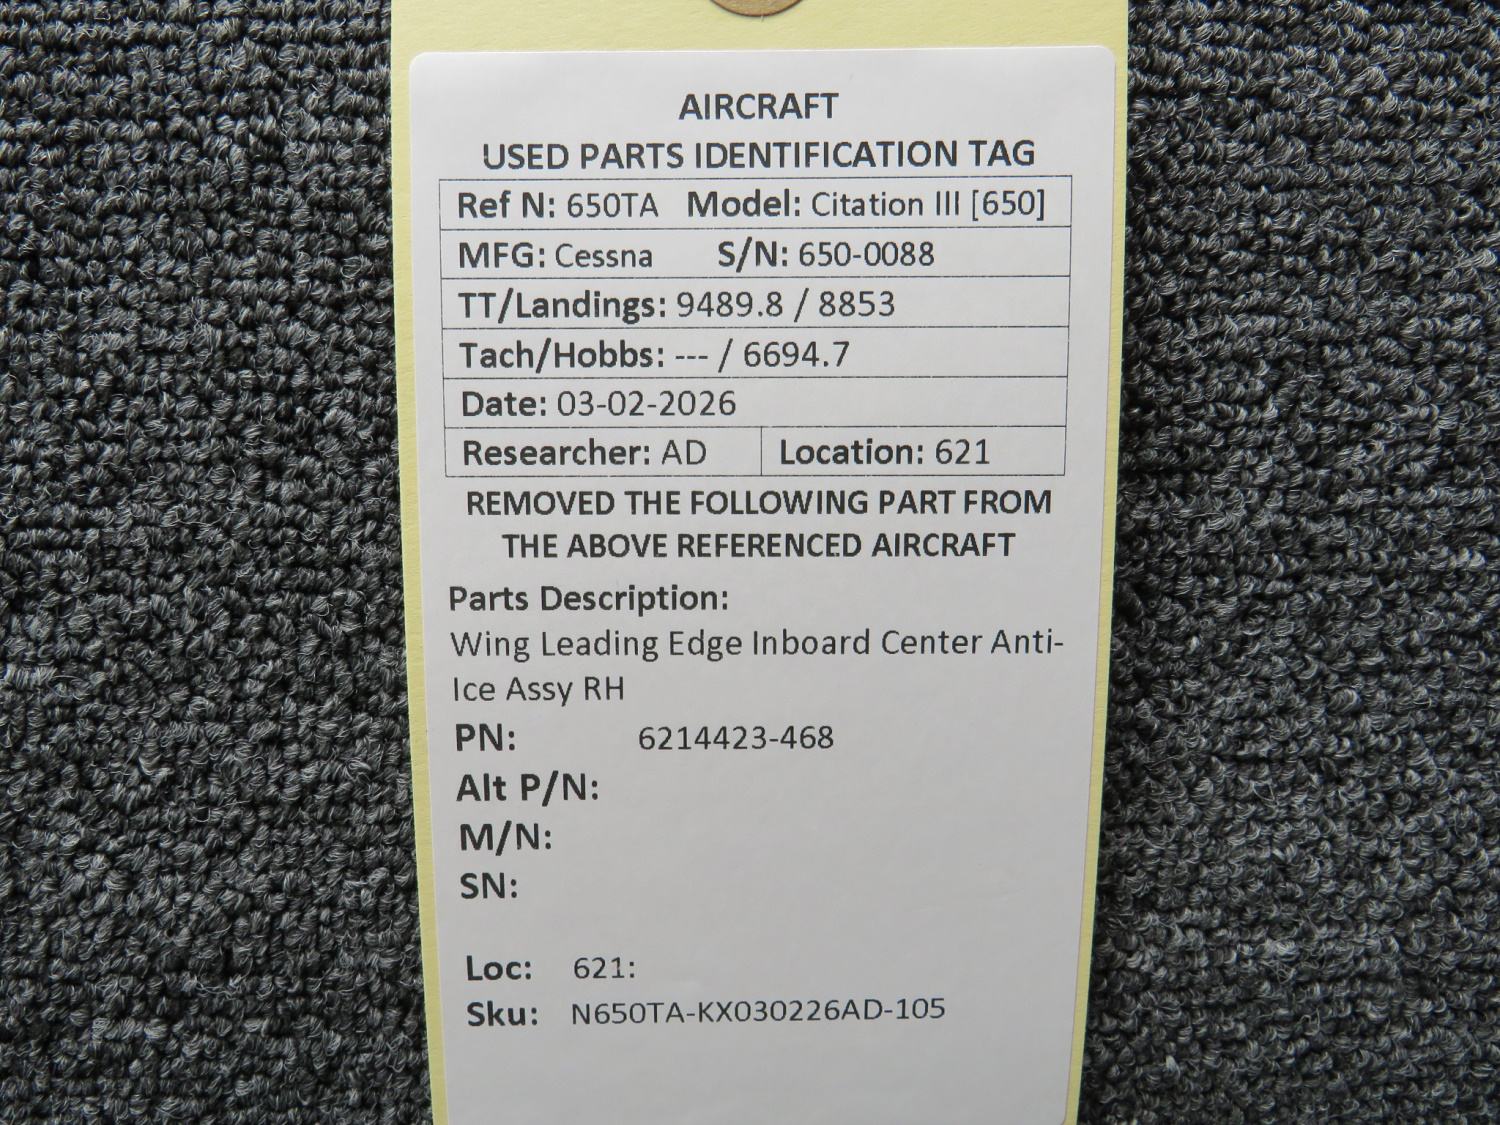 AIRCRAFT
USED PARTS IDENTIFICATION TAG
Ref N: 650TA Model: Citation III [650]
MFG: Cessna S/N: 650-0088
TT/Landings: 9489.8 / 8853
Tach/Hobbs: --- / 6694.7
Date: 03-02-2026
Researcher: AD Location: 621
REMOVED THE FOLLOWING PART FROM
THE ABOVE REFERENCED AIRCRAFT
Parts Description:
Wing Leading Edge Inboard Center Anti-
Ice Assy RH
PN: 6214423-468
Alt P/N:
M/N:
SN:
Loc: 621:
Sku: N650TA-KX030226AD-105